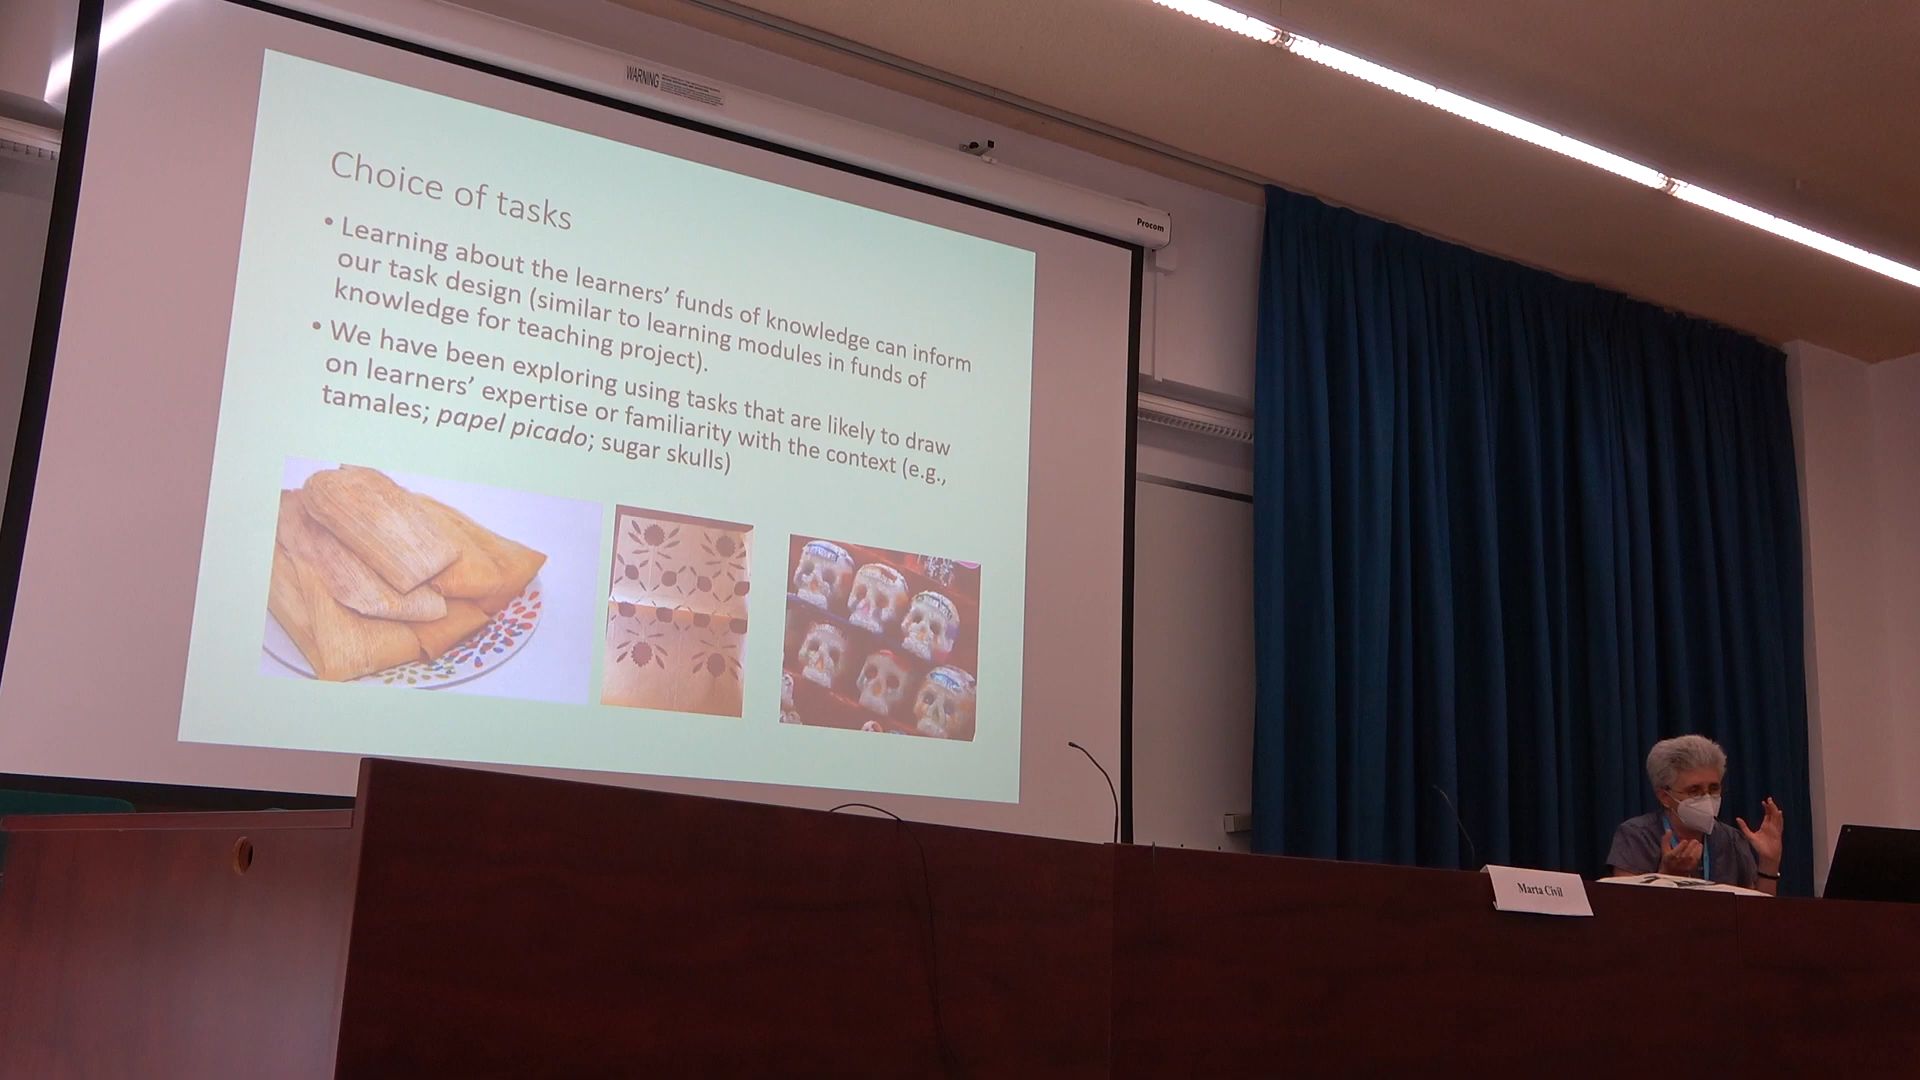 WARNING
Procom
Choice of tasks
• Learning about the learners’ funds of knowledge can inform
our task design (similar to learning modules in funds of
knowledge for teaching project).
• We have been exploring using tasks that are likely to draw
on learners’ expertise or familiarity with the context (e.g.,
tamales; papel picado; sugar skulls)
Marta Civil